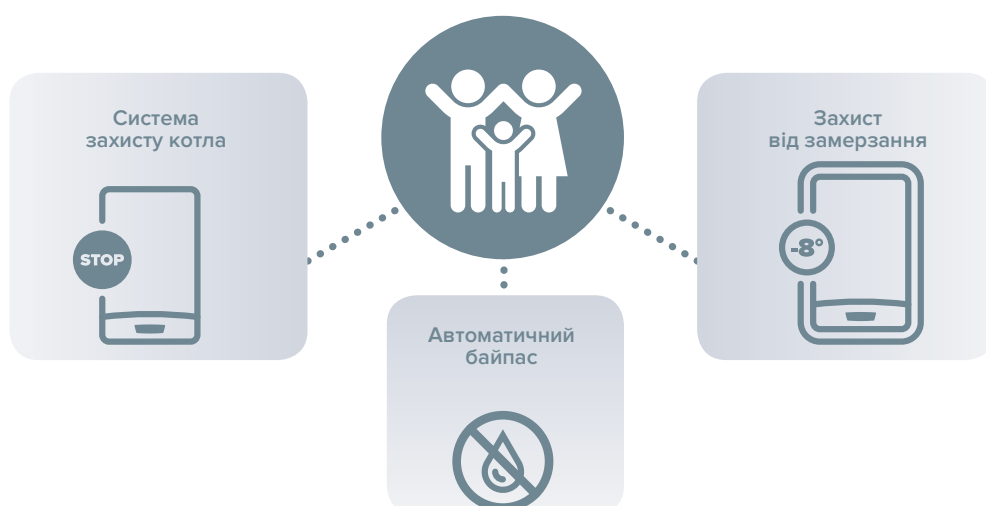 Система
захисту котла
STOP
Автоматичний
байпас
Захист
від замерзання
-8°